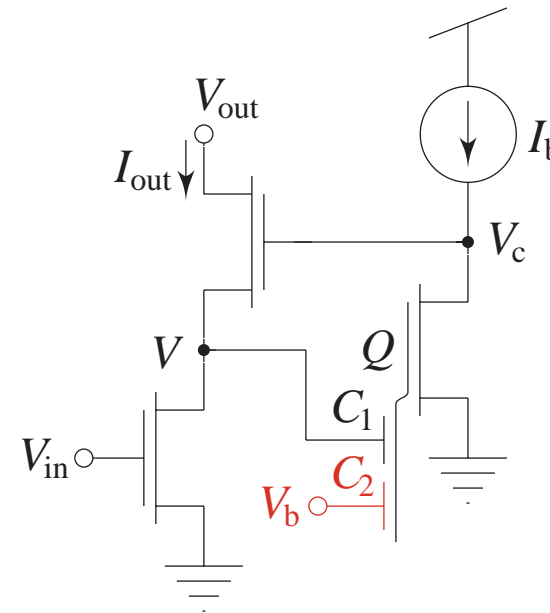 V_out
I_out
I_b
V_c
V
Q
C_1
V_in
C_2
V_b